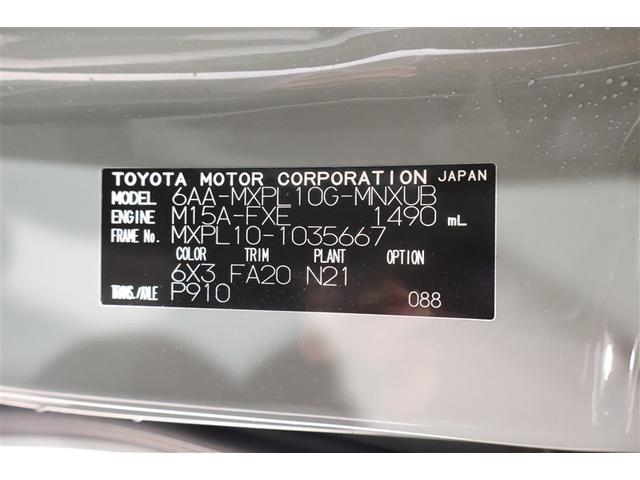 TOYOTA MOTOR CORPORATION JAPAN
MODEL 6AA-MXPL10G-MNXUB
ENGINE M15A-FXE 1490 mL
FRAME No. MXPL10-1035667
COLOR TRIM PLANT OPTION
6X3 FA20 N21
TRANS./AXLE P910 088